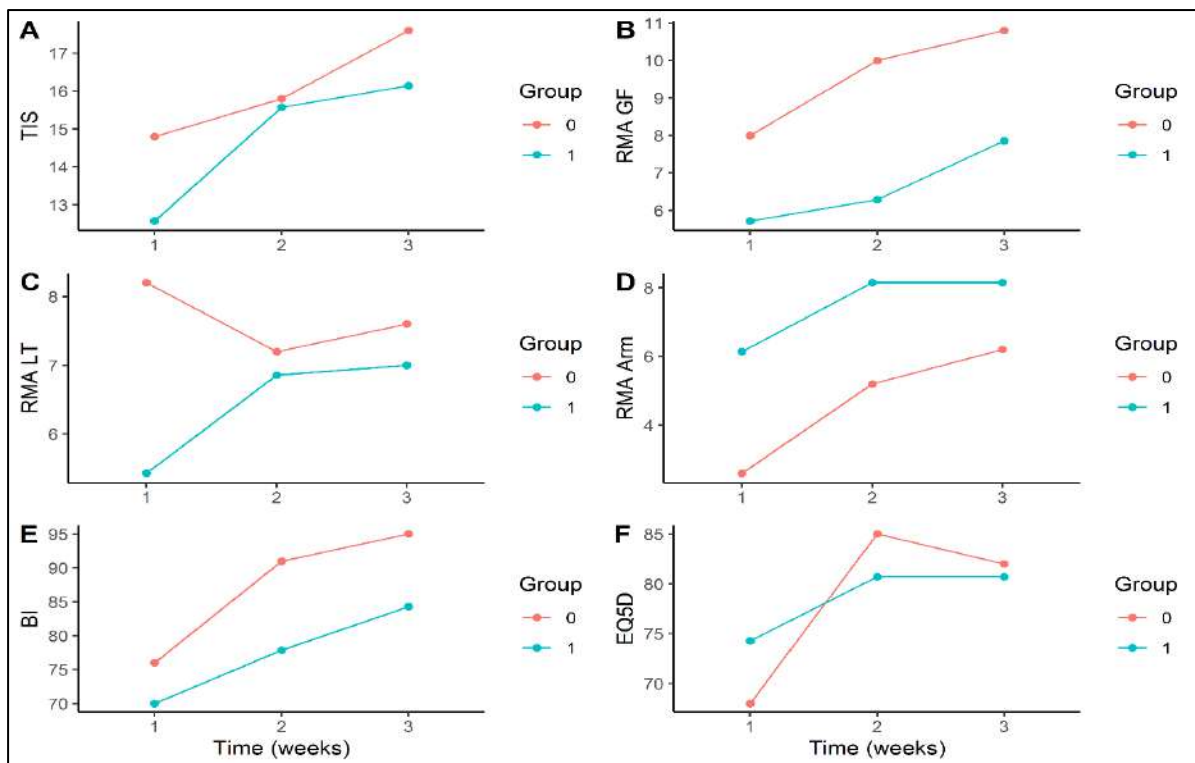 A
TIS
17
16
15
14
13
1 2 3
Group
0
1
B
RMA GF
11
10
9
8
7
6
1 2 3
Group
0
1
C
RMA LT
8
7
6
1 2 3
Group
0
1
D
RMA Arm
8
6
4
1 2 3
Group
0
1
E
BI
95
90
85
80
75
70
1 2 3
Time (weeks)
Group
0
1
F
EQ5D
85
80
75
70
1 2 3
Time (weeks)
Group
0
1